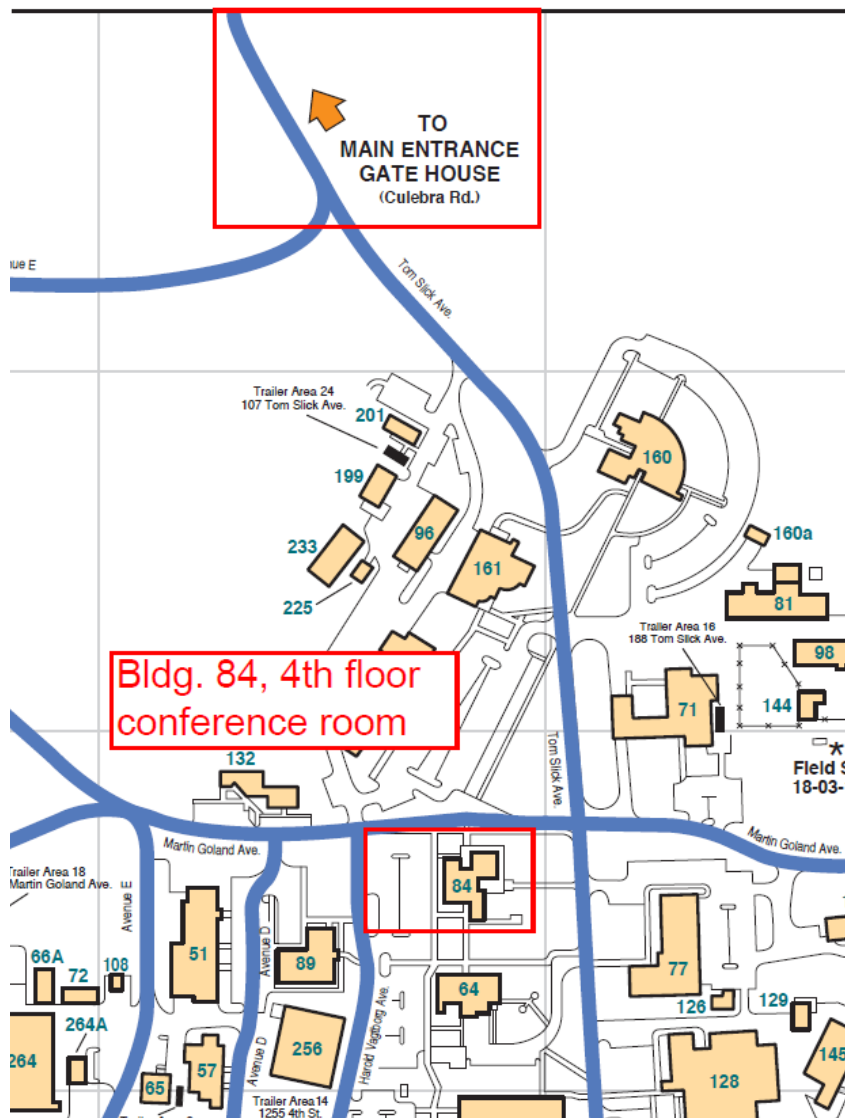 TO
MAIN ENTRANCE
GATE HOUSE
(Culebra Rd.)
nue E
Tom Slick Ave.
Trailer Area 24
107 Tom Slick Ave.
201
160
199
96
233
160a
161
225
81
Trailer Area 16
188 Tom Slick Ave.
98
Bldg. 84, 4th floor
conference room
71
144
*
Field S
18-03-
132
Tom Slick Ave.
Martin Goland Ave.
Martin Goland Ave.
Trailer Area 18
Martin Goland Ave.
84
Avenue E
51
Avenue D
89
66A
72
108
77
64
126
129
264A
Harold Vagtborg Ave.
264
256
145
57
65
Avenue D
128
Trailer Area 14
1255 4th St.